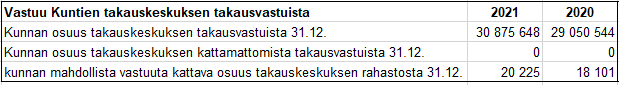 Vastuu Kuntien takauskeskuksen takausvastuista 2021 2020
Kunnan osuus takauskeskuksen takausvastuista 31.12. 30 875 648 29 050 544
Kunnan osuus takauskeskuksen kattamattomista takausvastuista 31.12. 0 0
kunnan mahdollista vastuuta kattava osuus takauskeskuksen rahastosta 31.12. 20 225 18 101